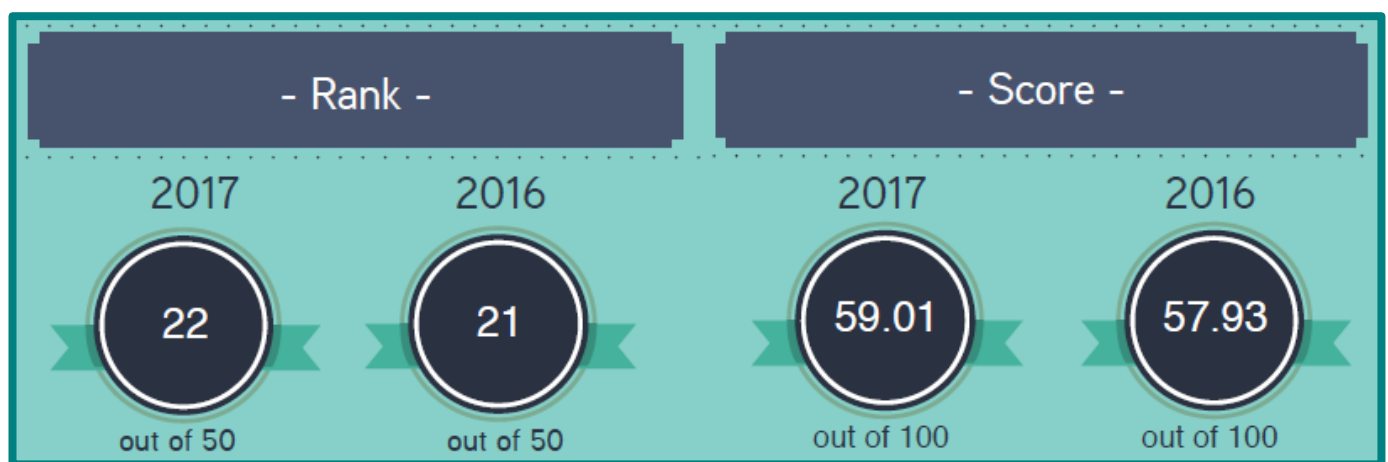 - Rank -
- Score -
2017
2016
2017
2016
22
21
59.01
57.93
out of 50
out of 50
out of 100
out of 100